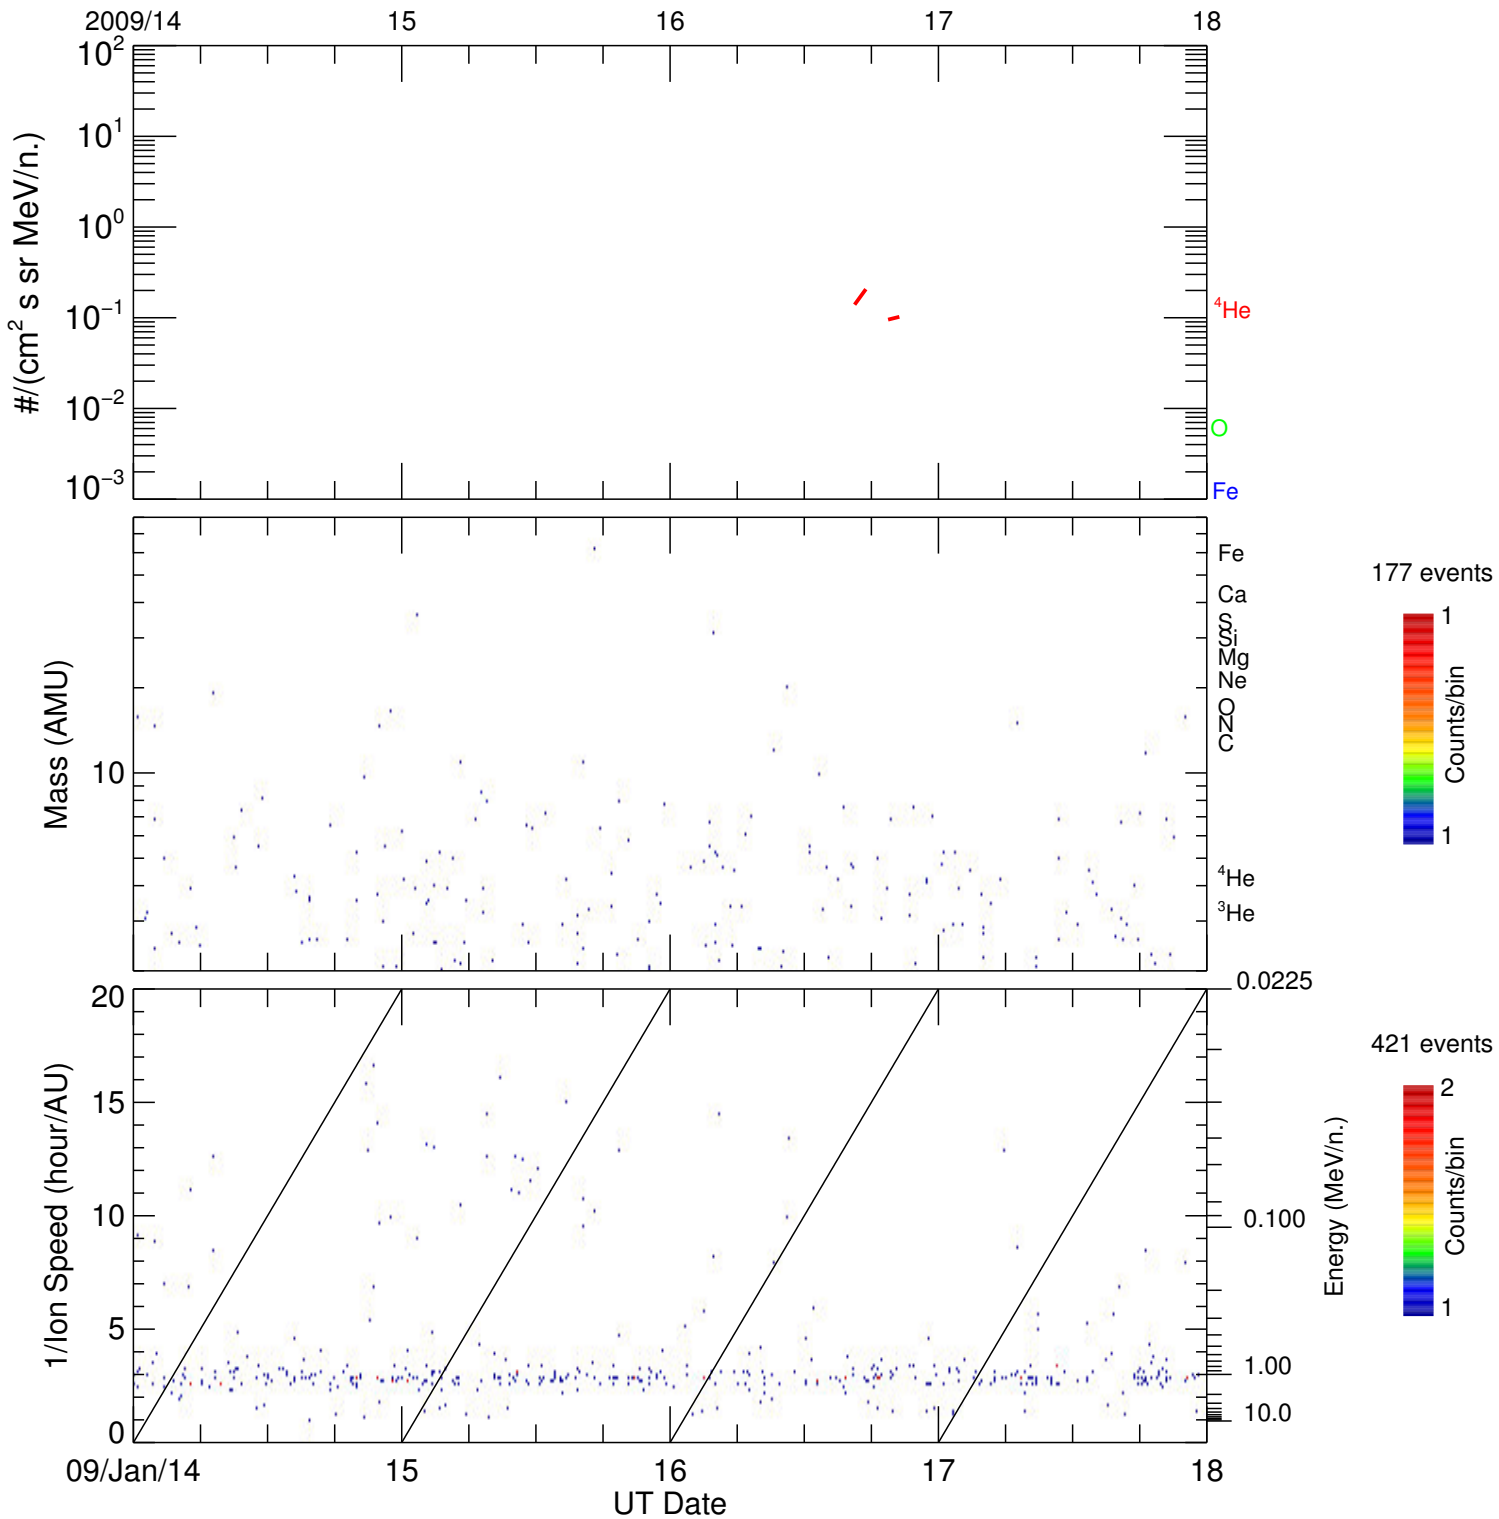 2009/14 15 16 17 18
10²
10¹
10⁰
10⁻¹
10⁻²
10⁻³
#/(cm² s sr MeV/n.)
⁴He
O
Fe
Mass (AMU)
10
Fe
Ca
S
Si
Mg
Ne
O
N
C
⁴He
³He
177 events
1
Counts/bin
1
1/Ion Speed (hour/AU)
20
15
10
5
0
0.0225
0.100
1.00
10.0
Energy (MeV/n.)
421 events
2
Counts/bin
1
09/Jan/14 15 16 17 18
UT Date